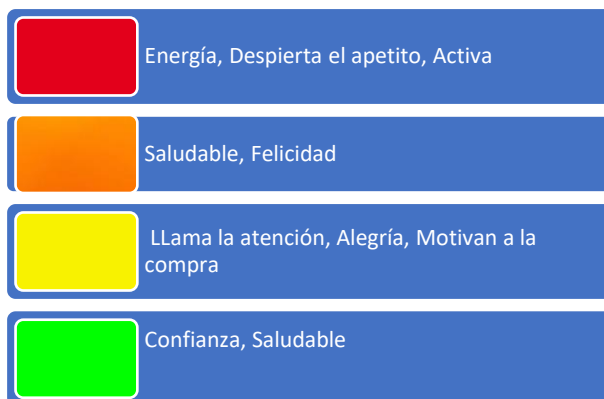 Energía, Despierta el apetito, Activa
Saludable, Felicidad
LLama la atención, Alegría, Motivan a la
compra
Confianza, Saludable